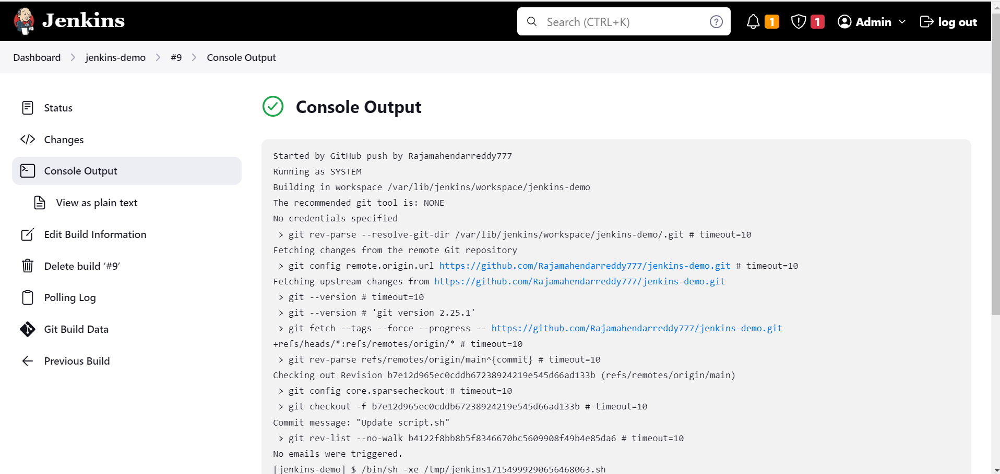 Jenkins
Search (CTRL+K)
?
1
1
Admin
log out
Dashboard
jenkins-demo
#9
Console Output
Status
Changes
Console Output
View as plain text
Edit Build Information
Delete build ‘#9’
Polling Log
Git Build Data
Previous Build
Console Output
Started by GitHub push by Rajamahendarreddy777
Running as SYSTEM
Building in workspace /var/lib/jenkins/workspace/jenkins-demo
The recommended git tool is: NONE
No credentials specified
> git rev-parse --resolve-git-dir /var/lib/jenkins/workspace/jenkins-demo/.git # timeout=10
Fetching changes from the remote Git repository
> git config remote.origin.url https://github.com/Rajamahendarreddy777/jenkins-demo.git # timeout=10
Fetching upstream changes from https://github.com/Rajamahendarreddy777/jenkins-demo.git
> git --version # timeout=10
> git --version # 'git version 2.25.1'
> git fetch --tags --force --progress -- https://github.com/Rajamahendarreddy777/jenkins-demo.git
+refs/heads/*:refs/remotes/origin/* # timeout=10
> git rev-parse refs/remotes/origin/main^{commit} # timeout=10
Checking out Revision b7e12d965ec0cddb67238924219e545d66ad133b (refs/remotes/origin/main)
> git config core.sparsecheckout # timeout=10
> git checkout -f b7e12d965ec0cddb67238924219e545d66ad133b # timeout=10
Commit message: "Update script.sh"
> git rev-list --no-walk b4122f8bb8b5f8346670bc5609908f49b4e85da6 # timeout=10
No emails were triggered.
[jenkins-demo] $ /bin/sh -xe /tmp/jenkins17154999290656468063.sh